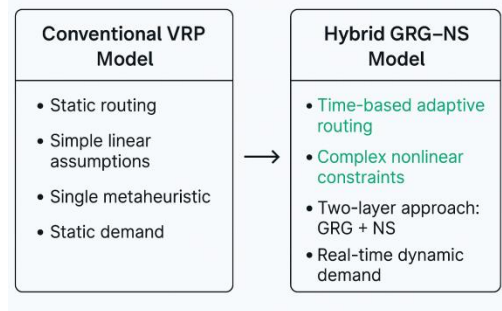 Conventional VRP
Model
• Static routing
• Simple linear
assumptions
• Single metaheuristic
• Static demand
Hybrid GRG–NS
Model
• Time-based adaptive
routing
• Complex nonlinear
constraints
• Two-layer approach:
GRG + NS
• Real-time dynamic
demand